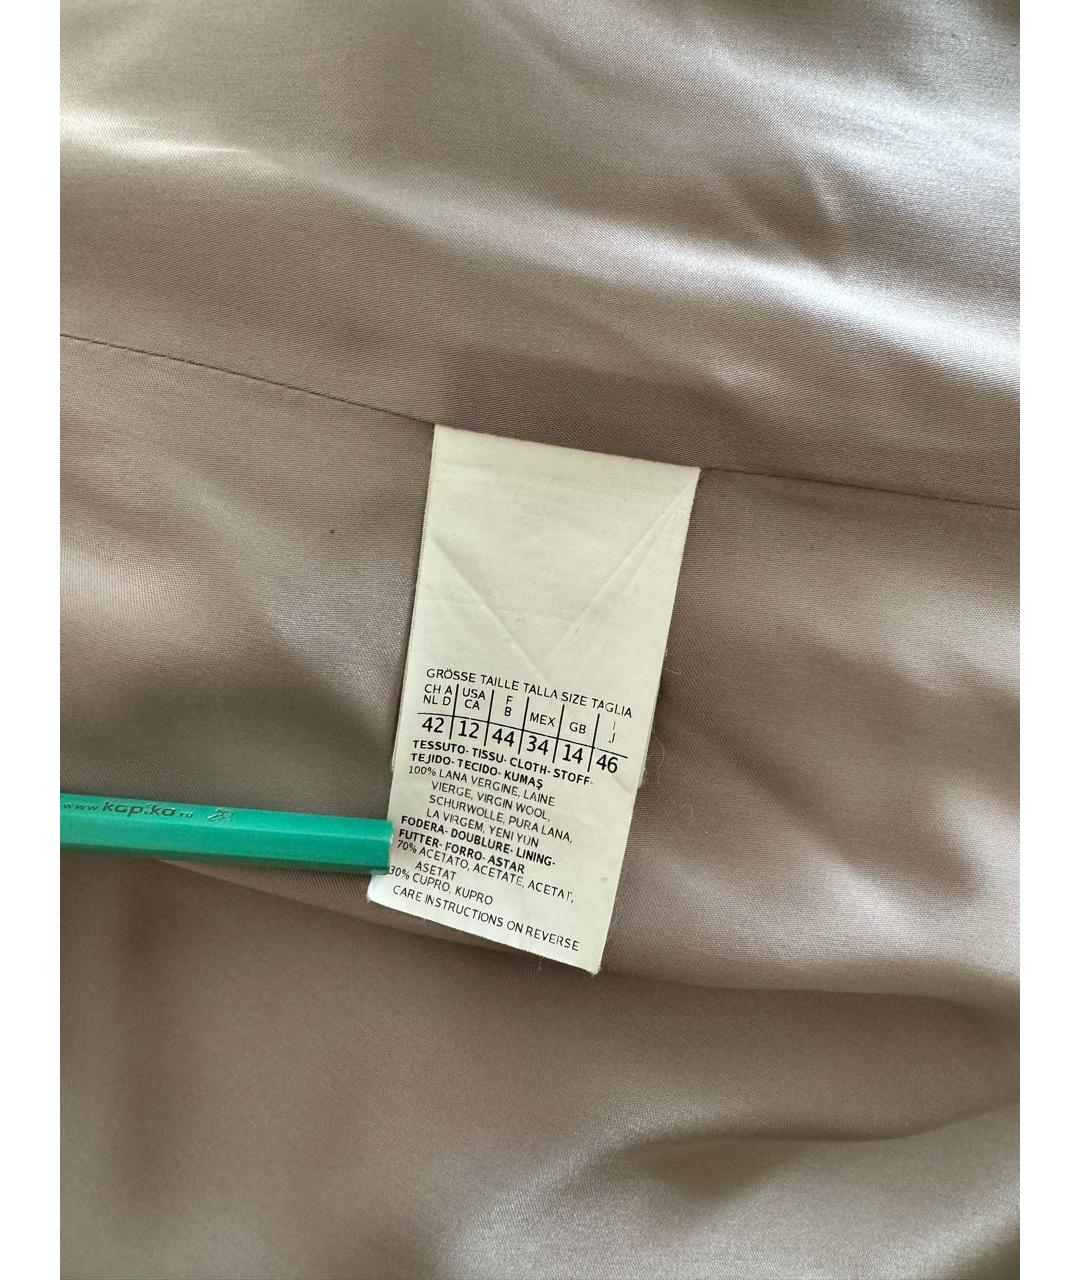 GRÖSSE TAILLE TALLA SIZE TAGLIA
CH A USA F MEX GB I
NL D CA B J
42 12 44 34 14 46
TESSUTO- TISSU- CLOTH- STOFF-
TEJIDO- TECIDO- KUMAŞ
100% LANA VERGINE, LAINE
VIERGE, VIRGIN WOOL,
SCHURWOLLE, PURA LANA,
LA VIRGEM, YENI YÜN
FODERA- DOUBLURE- LINING-
FUTTER- FORRO- ASTAR
70% ACETATO, ACETATE, ACETAT,
ASETAT
30% CUPRO, KUPRO
CARE INSTRUCTIONS ON REVERSE
www.kapika.ru